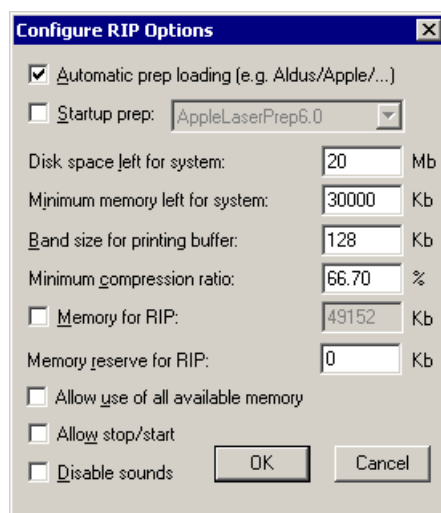 Configure RIP Options
Automatic prep loading (e.g. Aldus/Apple/...)
Startup prep: AppleLaserPrep6.0
Disk space left for system: 20 Mb
Minimum memory left for system: 30000 Kb
Band size for printing buffer: 128 Kb
Minimum compression ratio: 66.70 %
Memory for RIP: 49152 Kb
Memory reserve for RIP: 0 Kb
Allow use of all available memory
Allow stop/start
Disable sounds OK Cancel